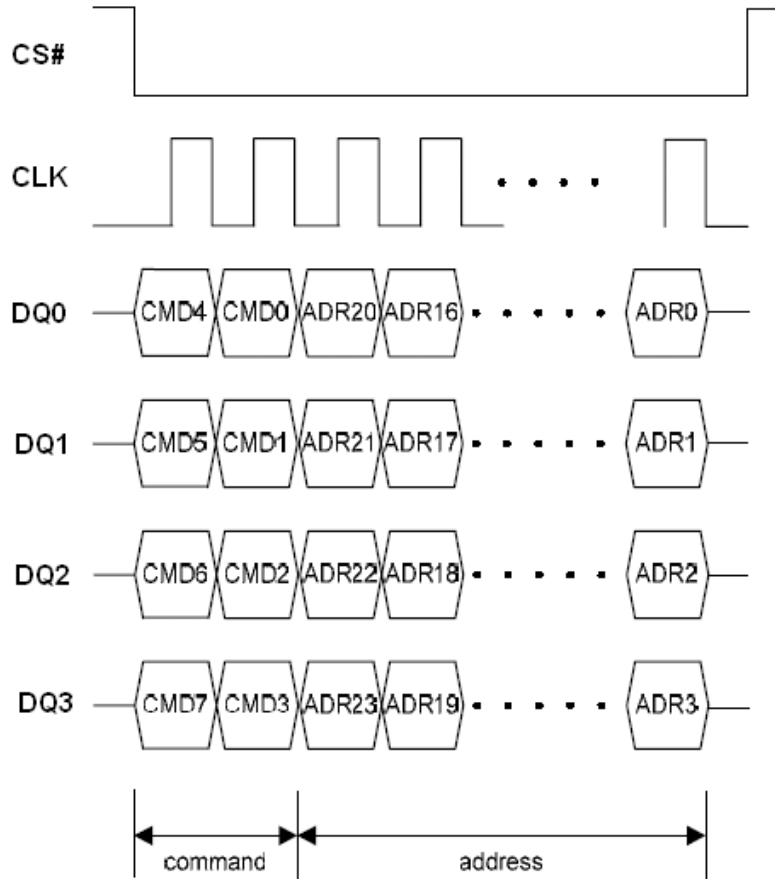 CS#
CLK
DQ0 CMD4 CMD0 ADR20 ADR16 ADR0
DQ1 CMD5 CMD1 ADR21 ADR17 ADR1
DQ2 CMD6 CMD2 ADR22 ADR18 ADR2
DQ3 CMD7 CMD3 ADR23 ADR19 ADR3
command address